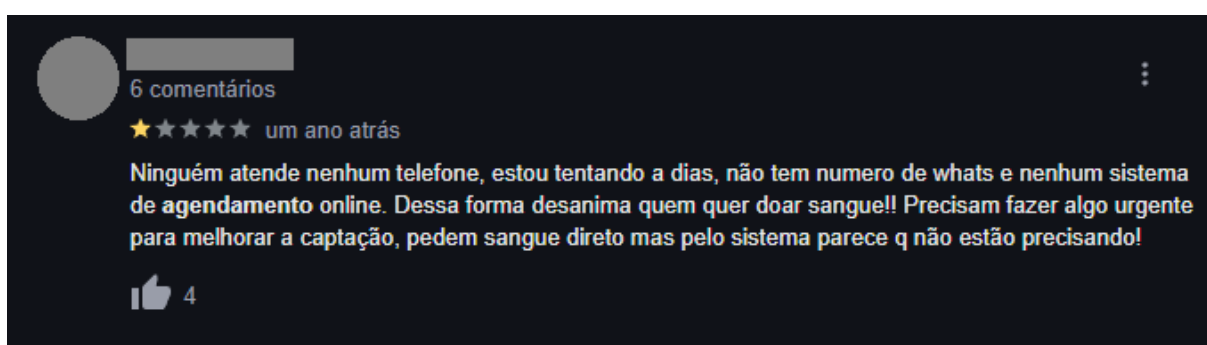 6 comentários
um ano atrás
Ninguém atende nenhum telefone, estou tentando a dias, não tem numero de whats e nenhum sistema
de agendamento online. Dessa forma desanima quem quer doar sangue!! Precisam fazer algo urgente
para melhorar a captação, pedem sangue direto mas pelo sistema parece q não estão precisando!
4